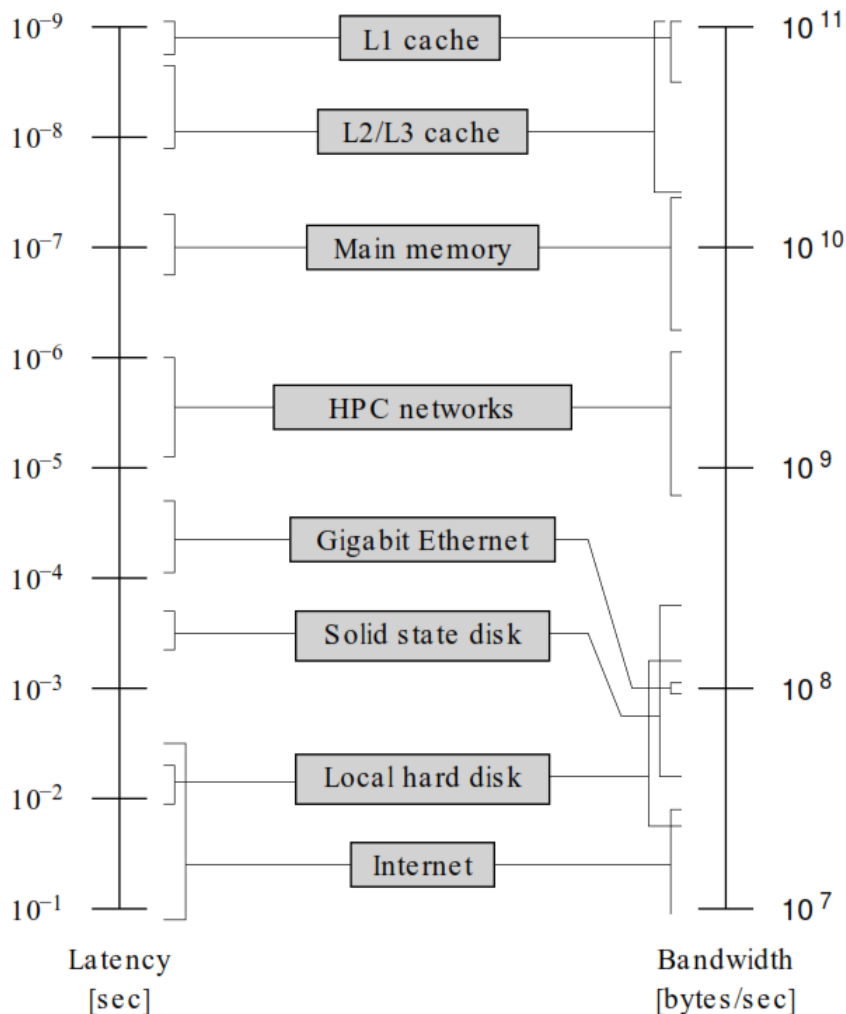 10⁻⁹ L1 cache 10¹¹
10⁻⁸ L2/L3 cache
10⁻⁷ Main memory 10¹⁰
10⁻⁶
HPC networks
10⁻⁵ 10⁹
Gigabit Ethernet
10⁻⁴
Solid state disk
10⁻³ 10⁸
Local hard disk
10⁻²
Internet
10⁻¹ 10⁷
Latency Bandwidth
[sec] [bytes/sec]